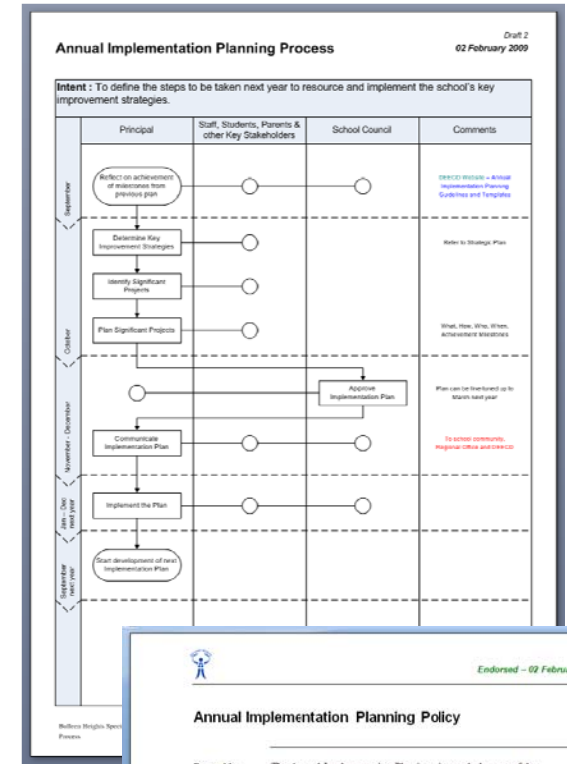 Draft 2
Annual Implementation Planning Process
02 February 2009
Intent : To define the steps to be taken next year to resource and implement the school's key
improvement strategies.
Principal
Staff, Students, Parents &
other Key Stakeholders
School Council
Comments
September
Reflect on achievement
of milestones from
previous plan
DEECD Website – Annual
Implementation Planning
Guidelines and Templates
October
Determine Key
Improvement Strategies
Refer to Strategic Plan
Identify Significant
Projects
Plan Significant Projects
What, How, Who, When,
Achievement Milestones
November - December
Approve
Implementation Plan
Plan can be finetuned up to
March next year
Communicate
Implementation Plan
To school community,
Regional Office and DEECD
Jan – Dec
next year
Implement the Plan
September
next year
Start development of next
Implementation Plan
Bulleen Heights
Process
Endorsed – 02
Annual Implementation Planning Policy